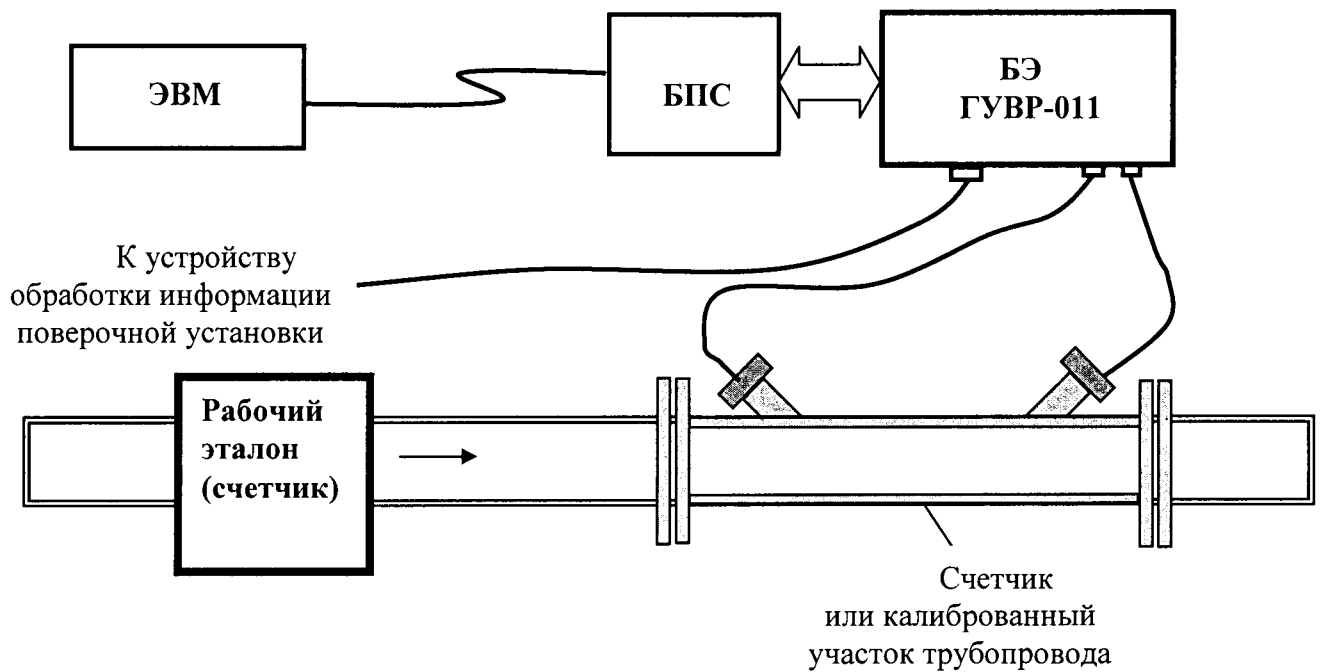 ЭВМ
БПС
БЭ
ГУВР-011
К устройству
обработки информации
поверочной установки
Рабочий
эталон
(счетчик)
Счетчик
или калиброванный
участок трубопровода